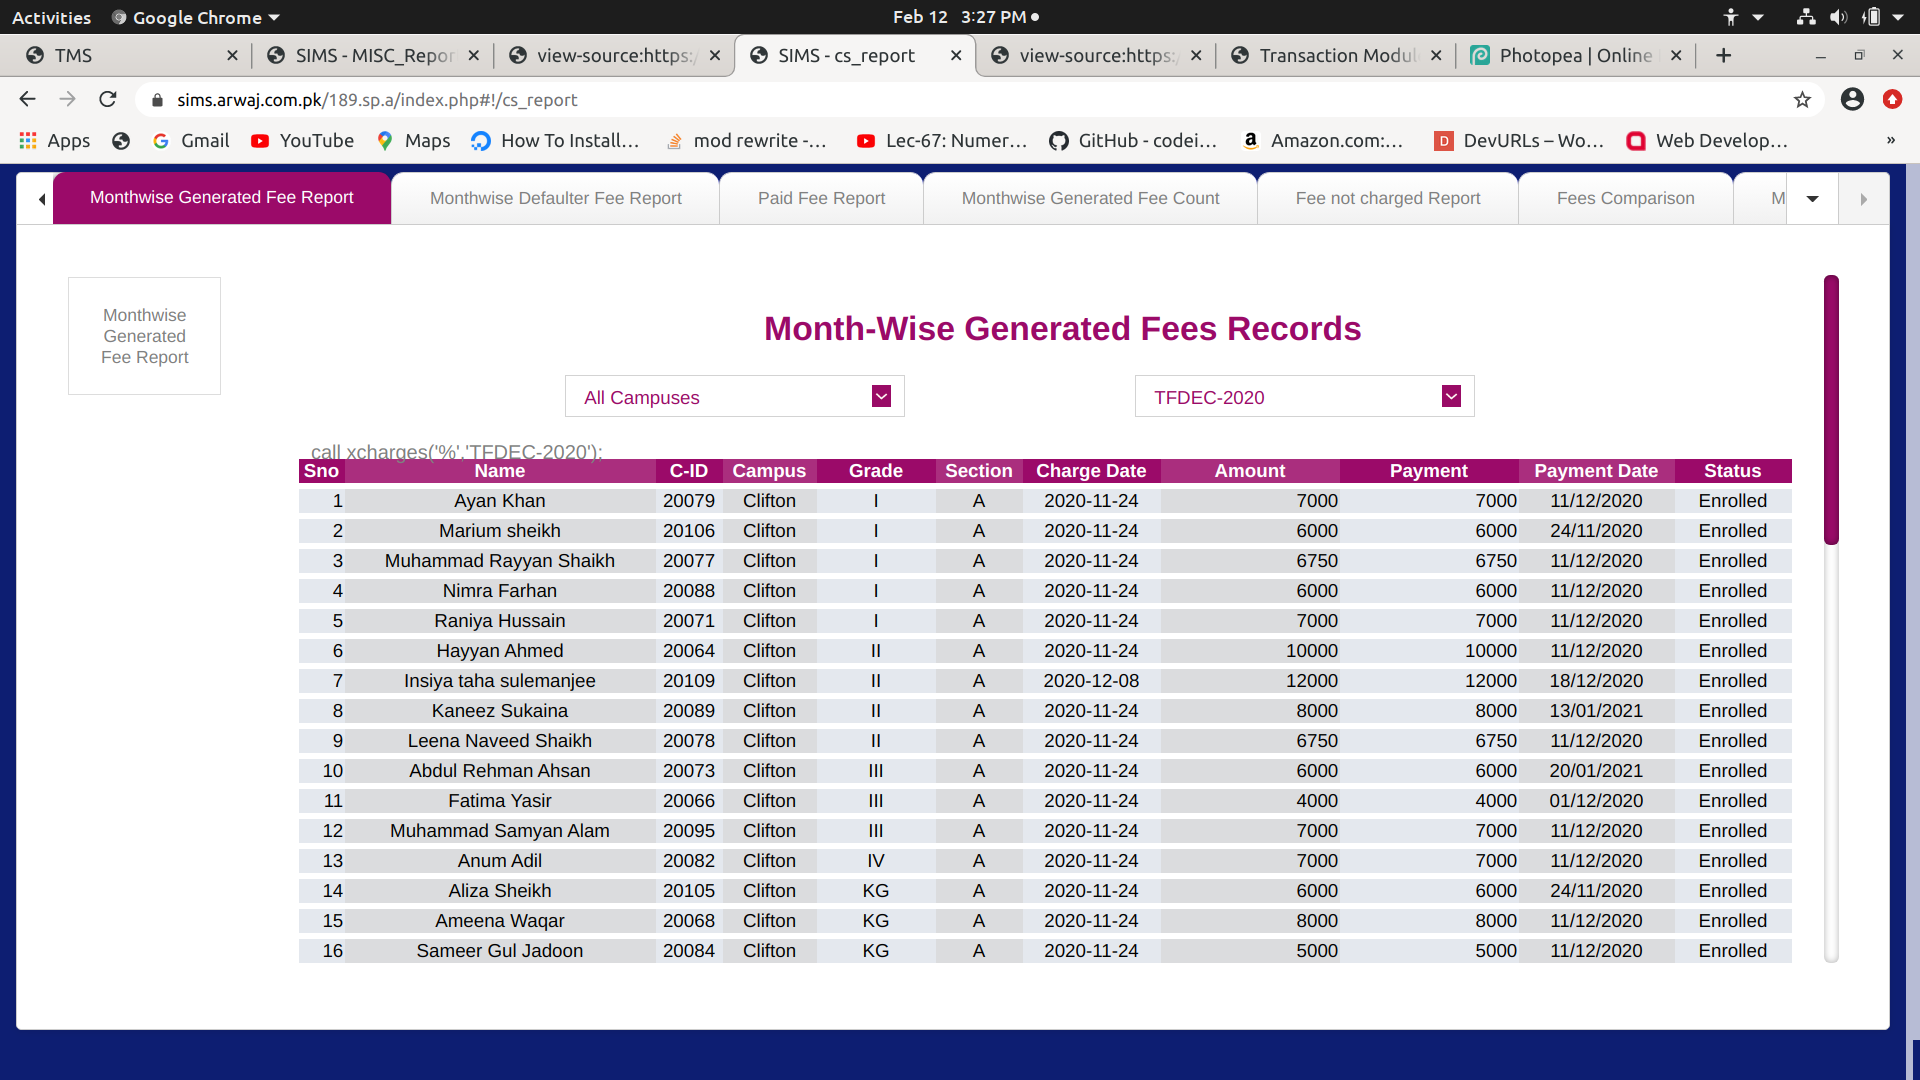 Activities Google Chrome Feb 12 3:27 PM
TMS SIMS - MISC_Repor view-source:https:/ SIMS - cs_report view-source:https:/ Transaction Modul Photopea | Online
sims.arwaj.com.pk/189.sp.a/index.php#!/cs_report
Apps Gmail YouTube Maps How To Install... mod rewrite -... Lec-67: Numer... GitHub - codei... Amazon.com:... DevURLs – Wo... Web Develop... »
Monthwise Generated Fee Report Monthwise Defaulter Fee Report Paid Fee Report Monthwise Generated Fee Count Fee not charged Report Fees Comparison M
Monthwise
Generated
Fee Report
Month-Wise Generated Fees Records
All Campuses TFDEC-2020
call xcharges('%','TFDEC-2020');
Sno Name C-ID Campus Grade Section Charge Date Amount Payment Payment Date Status
1 Ayan Khan 20079 Clifton I A 2020-11-24 7000 7000 11/12/2020 Enrolled
2 Marium sheikh 20106 Clifton I A 2020-11-24 6000 6000 24/11/2020 Enrolled
3 Muhammad Rayyan Shaikh 20077 Clifton I A 2020-11-24 6750 6750 11/12/2020 Enrolled
4 Nimra Farhan 20088 Clifton I A 2020-11-24 6000 6000 11/12/2020 Enrolled
5 Raniya Hussain 20071 Clifton I A 2020-11-24 7000 7000 11/12/2020 Enrolled
6 Hayyan Ahmed 20064 Clifton II A 2020-11-24 10000 10000 11/12/2020 Enrolled
7 Insiya taha sulemanjee 20109 Clifton II A 2020-12-08 12000 12000 18/12/2020 Enrolled
8 Kaneez Sukaina 20089 Clifton II A 2020-11-24 8000 8000 13/01/2021 Enrolled
9 Leena Naveed Shaikh 20078 Clifton II A 2020-11-24 6750 6750 11/12/2020 Enrolled
10 Abdul Rehman Ahsan 20073 Clifton III A 2020-11-24 6000 6000 20/01/2021 Enrolled
11 Fatima Yasir 20066 Clifton III A 2020-11-24 4000 4000 01/12/2020 Enrolled
12 Muhammad Samyan Alam 20095 Clifton III A 2020-11-24 7000 7000 11/12/2020 Enrolled
13 Anum Adil 20082 Clifton IV A 2020-11-24 7000 7000 11/12/2020 Enrolled
14 Aliza Sheikh 20105 Clifton KG A 2020-11-24 6000 6000 24/11/2020 Enrolled
15 Ameena Waqar 20068 Clifton KG A 2020-11-24 8000 8000 11/12/2020 Enrolled
16 Sameer Gul Jadoon 20084 Clifton KG A 2020-11-24 5000 5000 11/12/2020 Enrolled